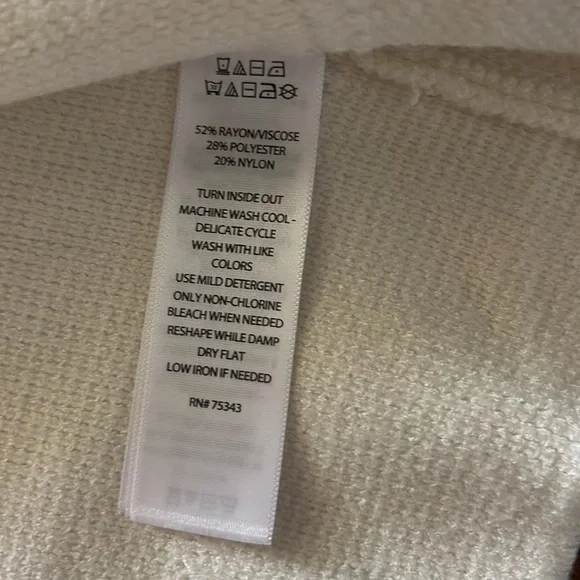 52% RAYON/VISCOSE
28% POLYESTER
20% NYLON
TURN INSIDE OUT
MACHINE WASH COOL -
DELICATE CYCLE
WASH WITH LIKE
COLORS
USE MILD DETERGENT
ONLY NON-CHLORINE
BLEACH WHEN NEEDED
RESHAPE WHILE DAMP
DRY FLAT
LOW IRON IF NEEDED
RN# 75343